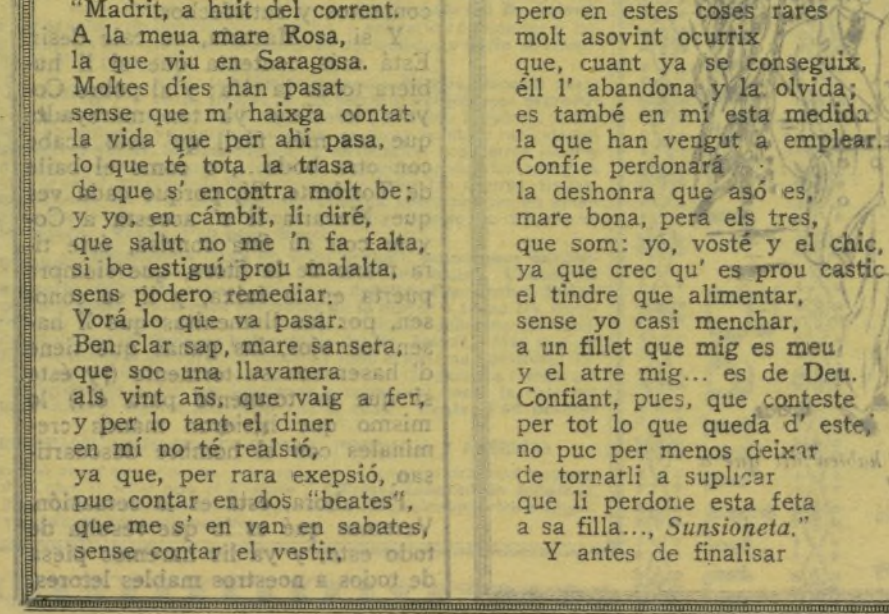 "Madrit, a huit del corrent.
A la meua mare Rosa,
la que viu en Saragosa.
Moltes díes han pasat
sense que m' haixga contat
la vida que per ahí pasa,
lo que té tota la trasa
de que s' encontra molt be;
y yo, en cámbit, li diré,
que salut no me 'n fa falta,
si be estiguí prou malalta,
sens podero remediar.
Vorá lo que va pasar.
Ben clar sap, mare sansera,
que soc una llavanera
als vint añs, que vaig a fer,
y per lo tant el diner
en mí no té realsió,
ya que, per rara exepsió,
puc contar en dos "beates",
que me s' en van en sabates,
sense contar el vestir,
pero en estes coses rares
molt asovint ocurrix
que, cuant ya se conseguix,
éll l' abandona y la olvida;
es també en mí esta medida
la que han vengut a emplear.
Confíe perdonará
la deshonra que asó es,
mare bona, pera els tres,
que som: yo, vosté y el chic,
ya que crec qu' es prou castic
el tindre que alimentar,
sense yo casi menchar,
a un fillet que mig es meu
y el atre mig... es de Deu.
Confiant, pues, que conteste
per tot lo que queda d' este,
no puc per menos deixar
de tornarli a suplicar
que li perdone esta feta
a sa filla..., Sunsioneta."
Y antes de finalisar